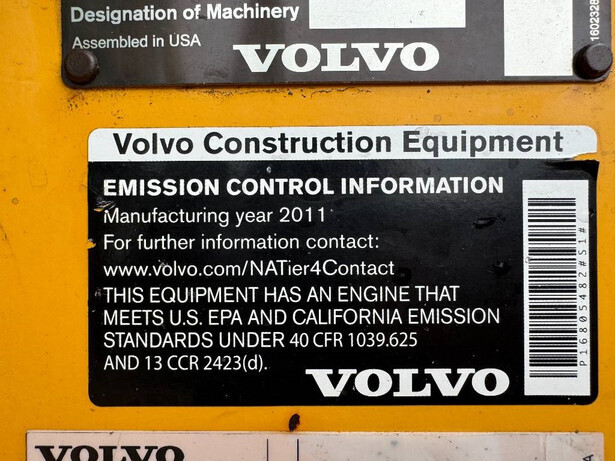 Designation of Machinery
Assembled in USA
VOLVO
1602328
Volvo Construction Equipment
EMISSION CONTROL INFORMATION
Manufacturing year 2011
For further information contact:
www.volvo.com/NATier4Contact
THIS EQUIPMENT HAS AN ENGINE THAT
MEETS U.S. EPA AND CALIFORNIA EMISSION
STANDARDS UNDER 40 CFR 1039.625
AND 13 CCR 2423(d).
VOLVO
P16805482#S1#
VOLVO